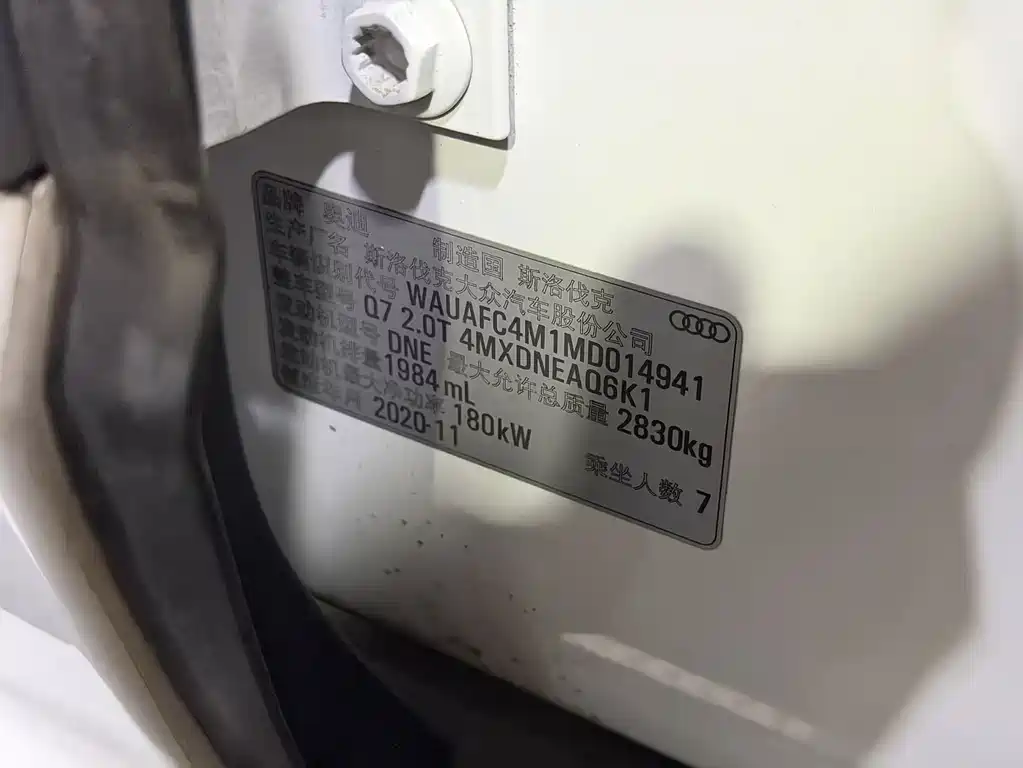 品牌 奥迪 制造国 斯洛伐克
生产厂名 斯洛伐克大众汽车股份公司
车辆识别代号 WAUAFC4M1MD014941
整车型号 Q7 2.0T 4MXDNEAQ6K1
发动机型号 DNE 最大允许总质量 2830kg
发动机排量 1984mL
发动机最大净功率 180kW 乘坐人数 7
制造年月 2020-11